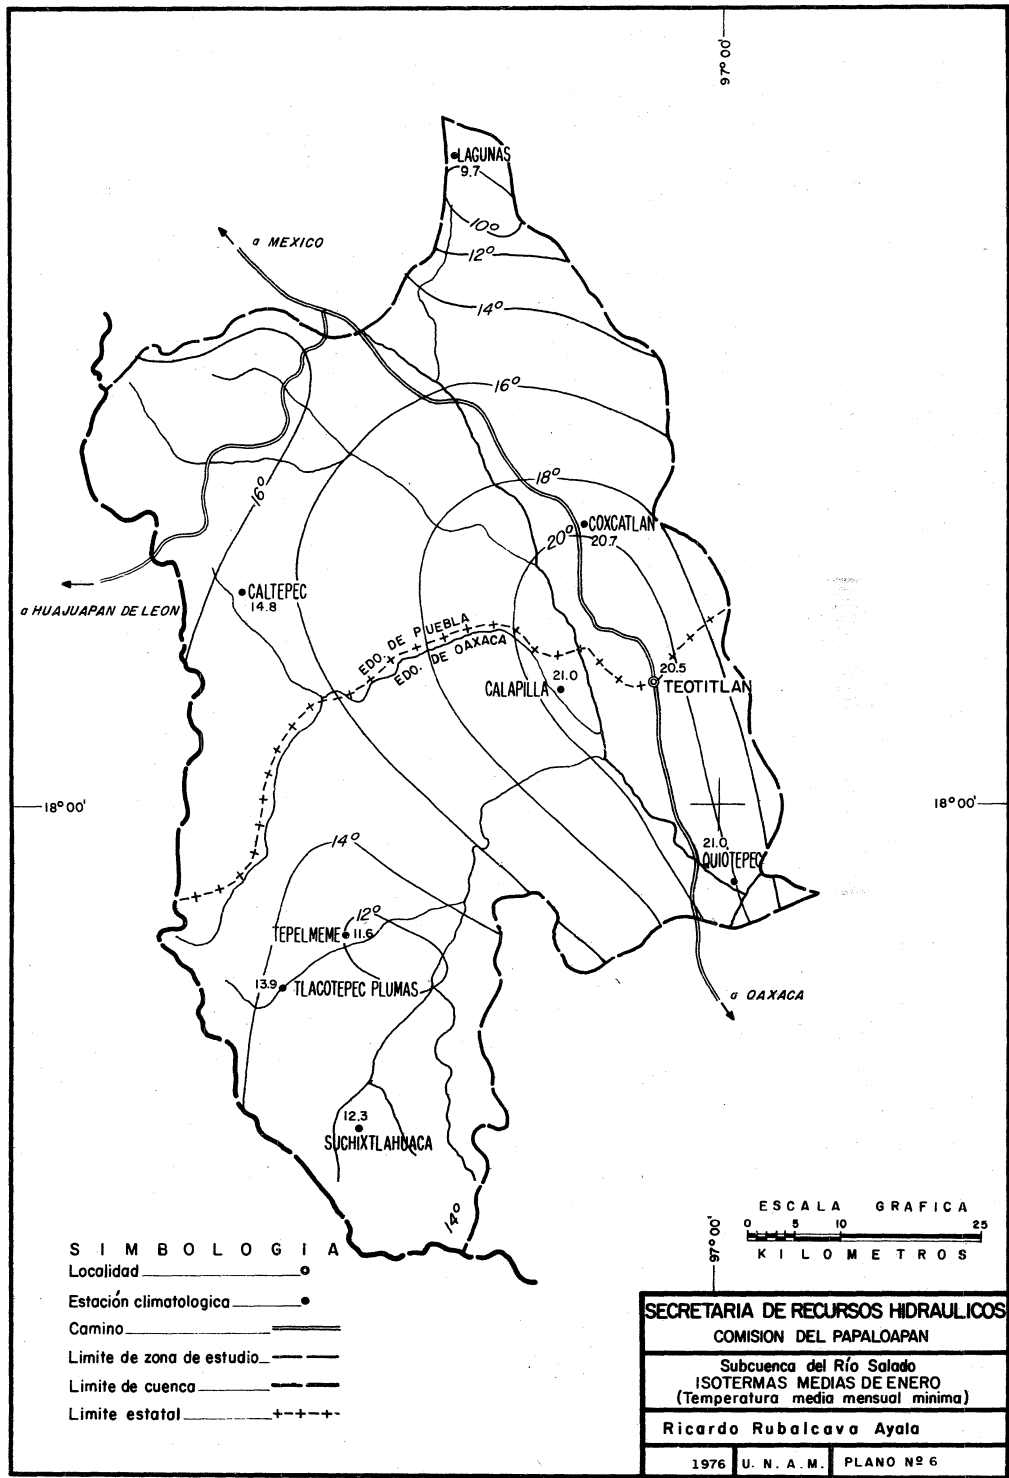 97° 00'
LAGUNAS
9.7
10°
a MEXICO
12°
14°
16°
18°
16°
COXCATLAN
20°
20.7
CALTEPEC
14.8
a HUAJUAPAN DE LEON
EDO. DE PUEBLA
EDO. DE OAXACA
20.5
21.0
CALAPILLA
TEOTITLAN
18° 00'
18° 00'
14°
21.0
QUIOTEPEC
12°
TEPELMEME
11.6
13.9
TLACOTEPEC PLUMAS
a OAXACA
12.3
SUCHIXTLAHUACA
14°
97° 00'
ESCALA GRAFICA
0 5 10 25
KILOMETROS
SIMBOLOGIA
Localidad
Estación climatologica
Camino
Limite de zona de estudio
Limite de cuenca
Limite estatal
SECRETARIA DE RECURSOS HIDRAULICOS
COMISION DEL PAPALOAPAN
Subcuenca del Río Salado
ISOTERMAS MEDIAS DE ENERO
(Temperatura media mensual minima)
Ricardo Rubalcava Ayala
1976 U. N. A. M. PLANO Nº 6